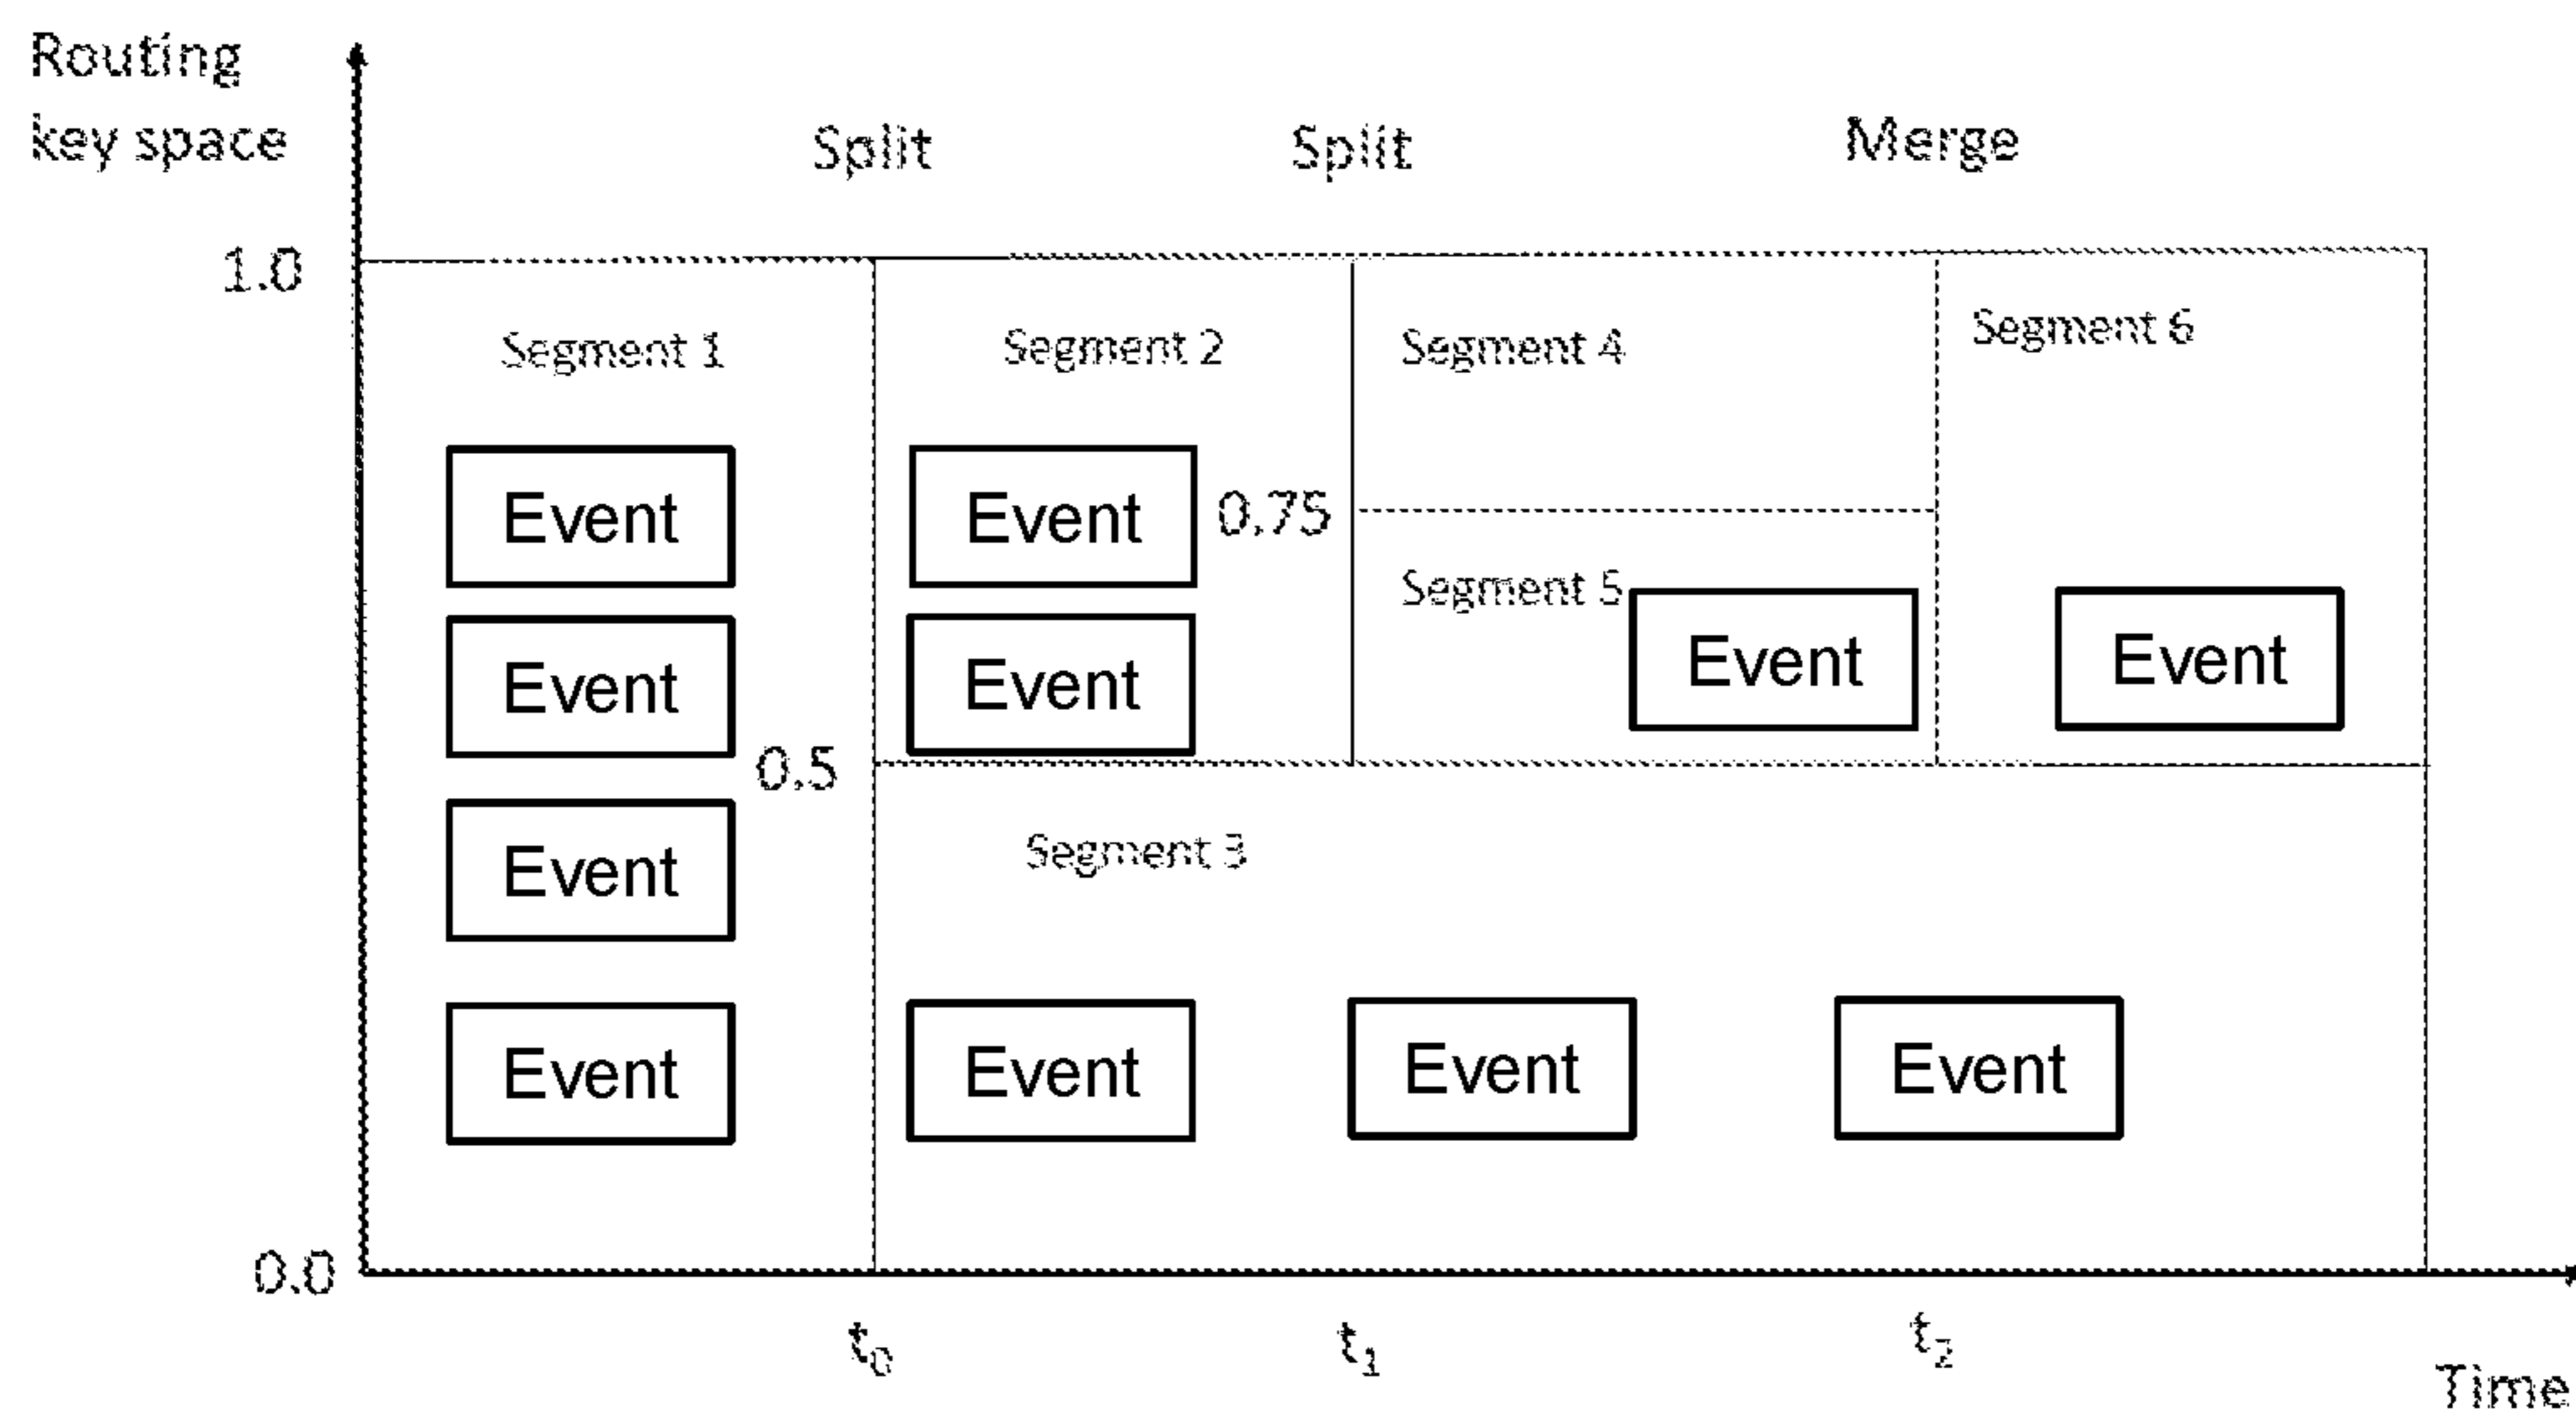 Routing
key space
Split
Split
Merge
1.0
Segment 1
Segment 2
Segment 4
Segment 6
Event
Event
0.75
Segment 5
Event
Event
Event
Event
0.5
Event
Segment 3
Event
Event
Event
Event
0.0
t₀
t₁
t₂
Time